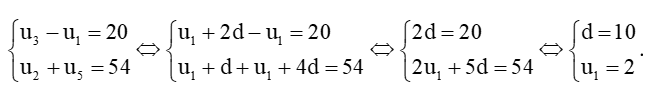 {u₃ − u₁ = 20 ⇔ {u₁ + 2d − u₁ = 20 ⇔ {2d = 20 ⇔ {d = 10
{u₂ + u₅ = 54 {u₁ + d + u₁ + 4d = 54 {2u₁ + 5d = 54 {u₁ = 2 .